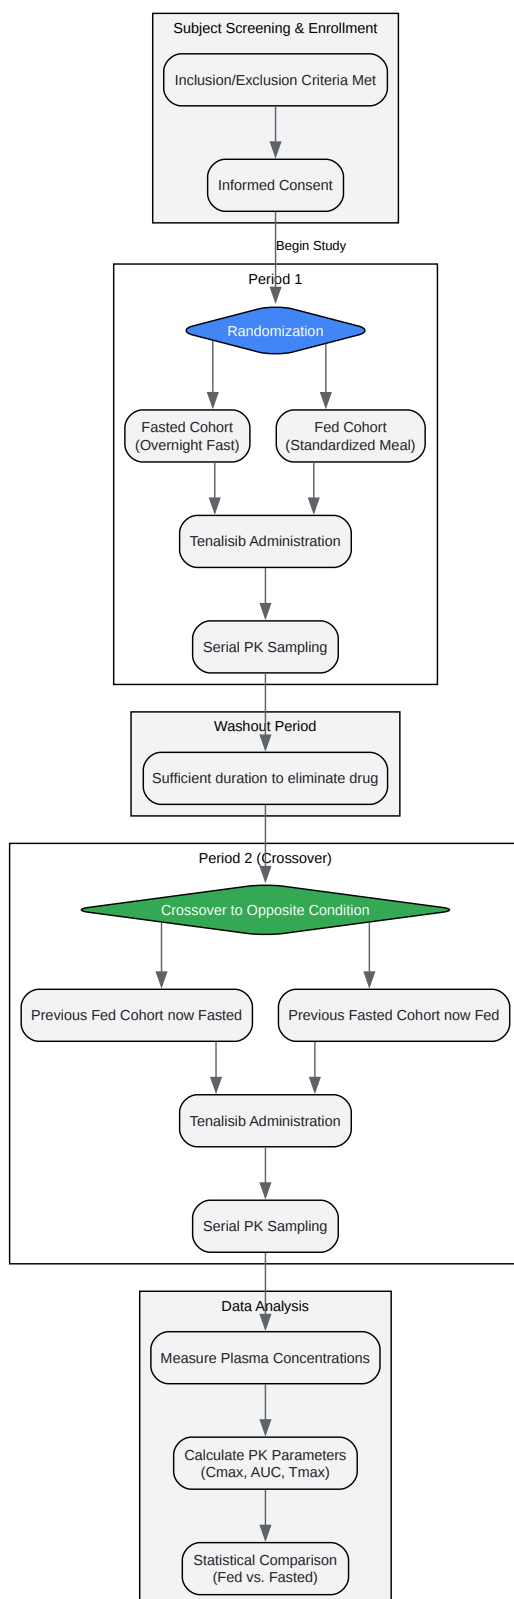 Subject Screening & Enrollment
Inclusion/Exclusion Criteria Met
Informed Consent
Begin Study
Period 1
Randomization
Fasted Cohort
(Overnight Fast)
Fed Cohort
(Standardized Meal)
Tenalisib Administration
Serial PK Sampling
Washout Period
Sufficient duration to eliminate drug
Period 2 (Crossover)
Crossover to Opposite Condition
Previous Fed Cohort now Fasted
Previous Fasted Cohort now Fed
Tenalisib Administration
Serial PK Sampling
Data Analysis
Measure Plasma Concentrations
Calculate PK Parameters
(Cmax, AUC, Tmax)
Statistical Comparison
(Fed vs. Fasted)